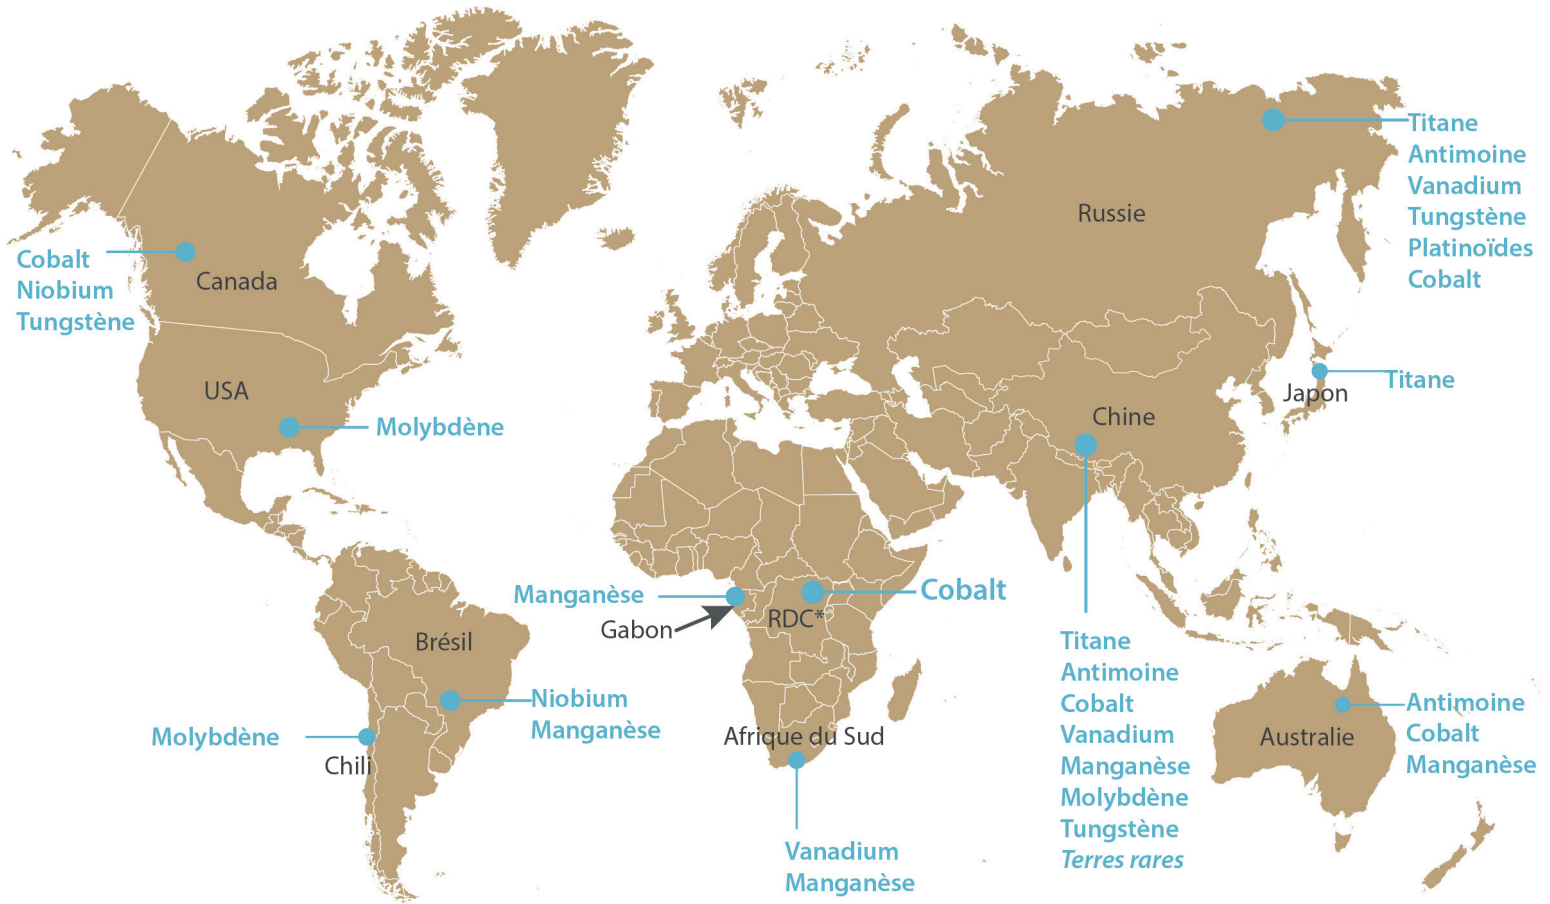 Titane
Antimoine
Vanadium
Tungstène
Platinoïdes
Cobalt
Russie
Cobalt
Niobium
Tungstène
Canada
USA
Molybdène
Japon
Titane
Chine
Manganèse
Gabon
RDC*
Cobalt
Brésil
Niobium
Manganèse
Molybdène
Chili
Afrique du Sud
Vanadium
Manganèse
Titane
Antimoine
Cobalt
Vanadium
Manganèse
Molybdène
Tungstène
Terres rares
Australie
Antimoine
Cobalt
Manganèse